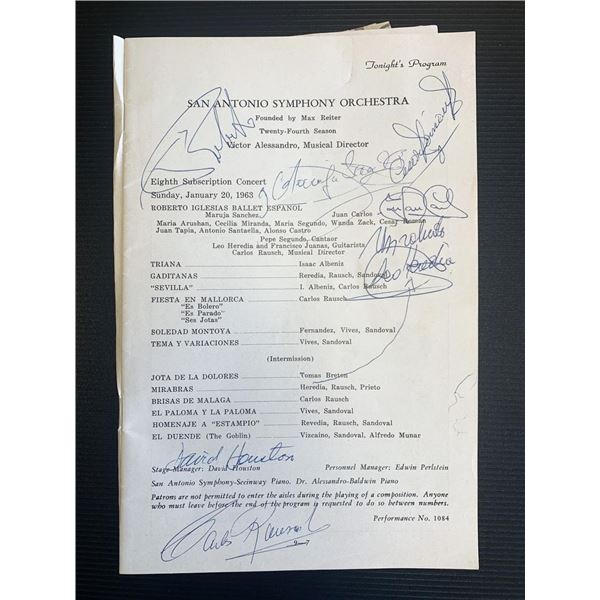 Tonight's Program
SAN ANTONIO SYMPHONY ORCHESTRA
Founded by Max Reiter
Twenty-Fourth Season
Victor Alessandro, Musical Director
Eighth Subscription Concert
Sunday, January 20, 1963
ROBERTO IGLESIAS BALLET ESPANOL
Maruja Sanchez Juan Carlos
Maria Arushan, Cecilia Miranda, Maria Segundo, Wanda Zack, Cesar
Juan Tapia, Antonio Santaella, Alonso Castro
Pepe Segundo, Cantaor
Leo Heredia and Francisco Juanas, Guitarists
Carlos Rausch, Musical Director
TRIANA Isaac Albeniz
GADITANAS Reredia, Rausch, Sandoval
"SEVILLA" I. Albeniz, Carlos Rausch
FIESTA EN MALLORCA Carlos Rausch
"Es Bolero"
"Es Parado"
"Ses Jotas"
SOLEDAD MONTOYA Fernandez, Vives, Sandoval
TEMA Y VARIACIONES Vives, Sandoval
(Intermission)
JOTA DE LA DOLORES Tomas Breton
MIRABRAS Heredia, Rausch, Prieto
BRISAS DE MALAGA Carlos Rausch
EL PALOMO Y LA PALOMA Vives, Sandoval
HOMENAJE A "ESTAMPIO" Revedia, Rausch, Sandoval
EL DUENDE (The Goblin) Vizcaino, Sandoval, Alfredo Munar
David Houston
Stage Manager: David Houston Personnel Manager: Edwin Perlstein
San Antonio Symphony-Steinway Piano. Dr. Alessandro-Baldwin Piano
Patrons are not permitted to enter the aisles during the playing of a composition. Anyone
who must leave before the end of the program is requested to do so between numbers.
Performance No. 1084
Carlos Rausch